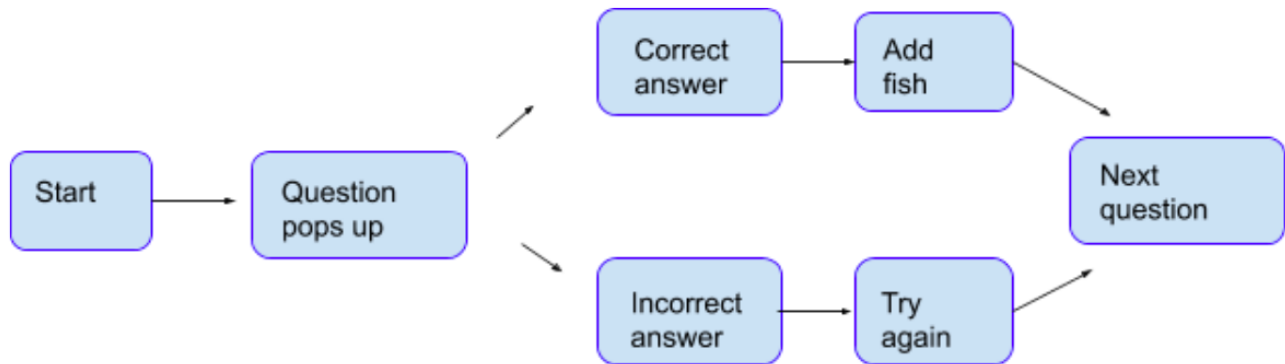 Start
Question
pops up
Correct
answer
Add
fish
Incorrect
answer
Try
again
Next
question